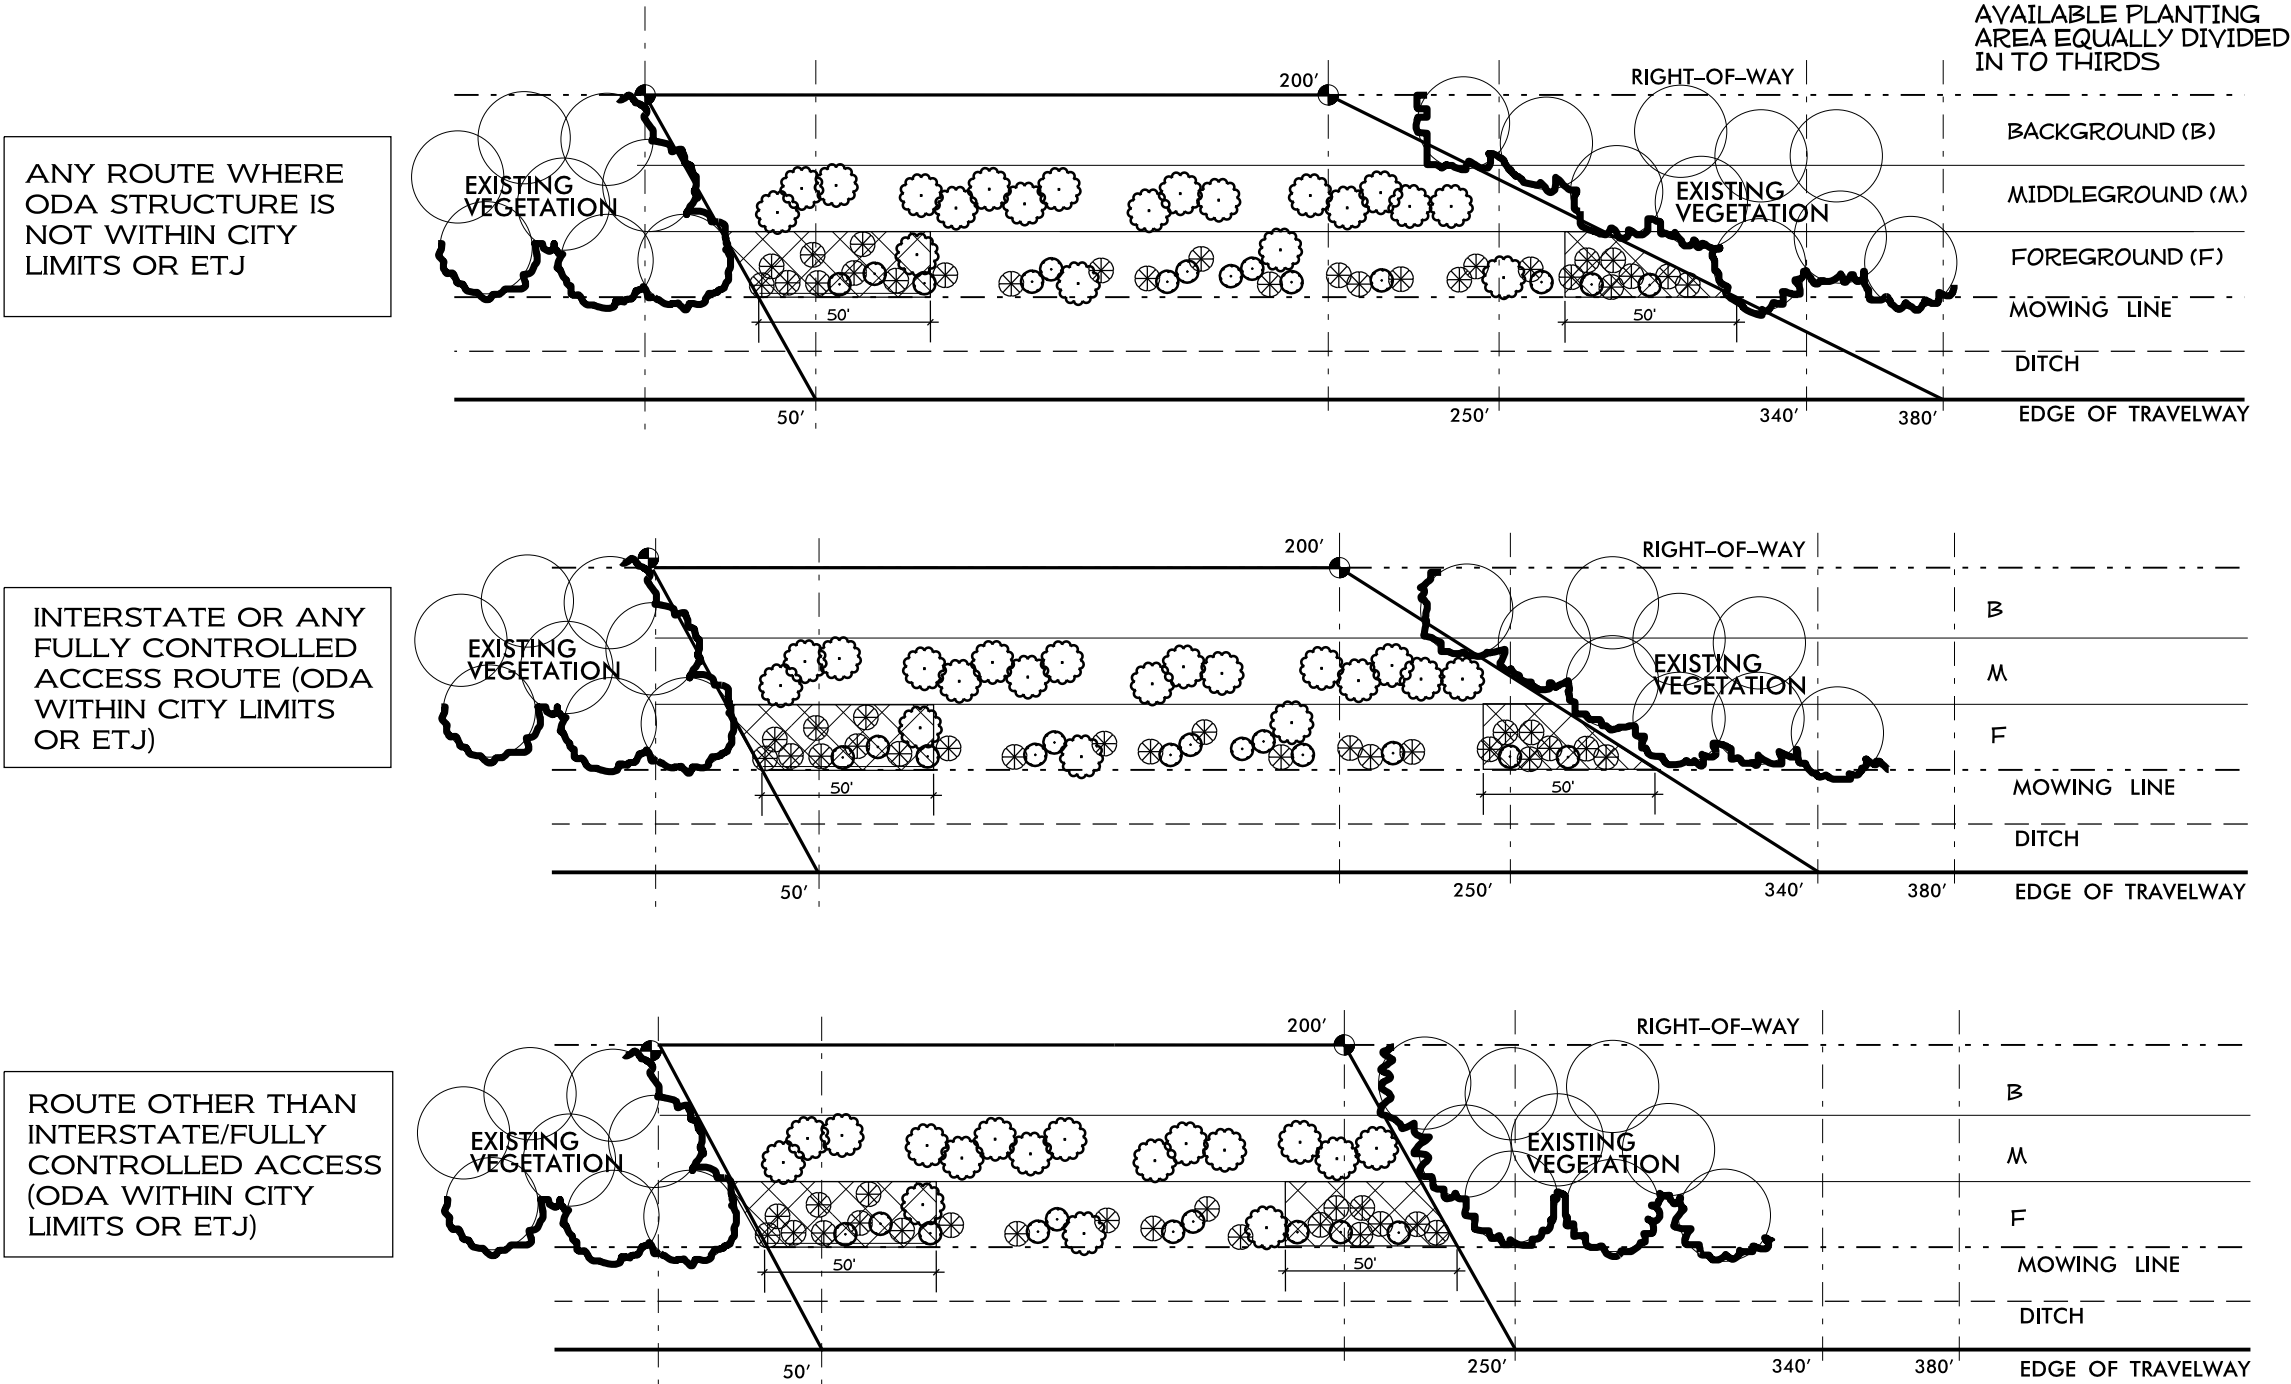 AVAILABLE PLANTING
AREA EQUALLY DIVIDED
IN TO THIRDS
200'
RIGHT–OF–WAY
BACKGROUND (B)
ANY ROUTE WHERE
ODA STRUCTURE IS
NOT WITHIN CITY
LIMITS OR ETJ
EXISTING
VEGETATION
EXISTING
VEGETATION
MIDDLEGROUND (M)
FOREGROUND (F)
MOWING LINE
50'
50'
DITCH
50'
250'
340'
380'
EDGE OF TRAVELWAY
200'
RIGHT–OF–WAY
INTERSTATE OR ANY
FULLY CONTROLLED
ACCESS ROUTE (ODA
WITHIN CITY LIMITS
OR ETJ)
B
EXISTING
VEGETATION
EXISTING
VEGETATION
M
F
MOWING LINE
50'
50'
DITCH
50'
250'
340'
380'
EDGE OF TRAVELWAY
200'
RIGHT–OF–WAY
ROUTE OTHER THAN
INTERSTATE/FULLY
CONTROLLED ACCESS
(ODA WITHIN CITY
LIMITS OR ETJ)
B
EXISTING
VEGETATION
EXISTING
VEGETATION
M
F
MOWING LINE
50'
50'
DITCH
50'
250'
340'
380'
EDGE OF TRAVELWAY